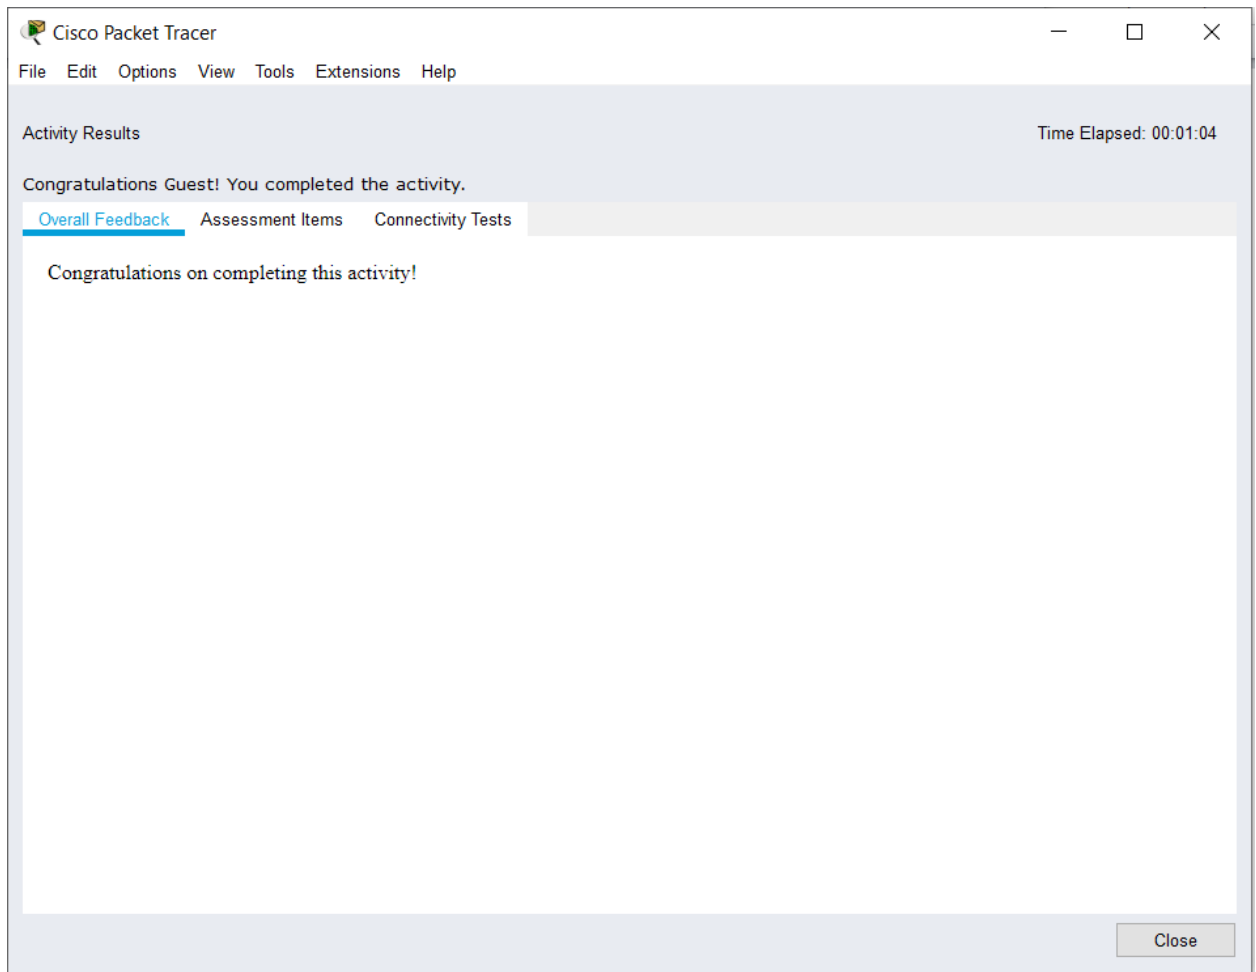 Cisco Packet Tracer
File Edit Options View Tools Extensions Help
Activity Results Time Elapsed: 00:01:04
Congratulations Guest! You completed the activity.
Overall Feedback Assessment Items Connectivity Tests
Congratulations on completing this activity!
Close